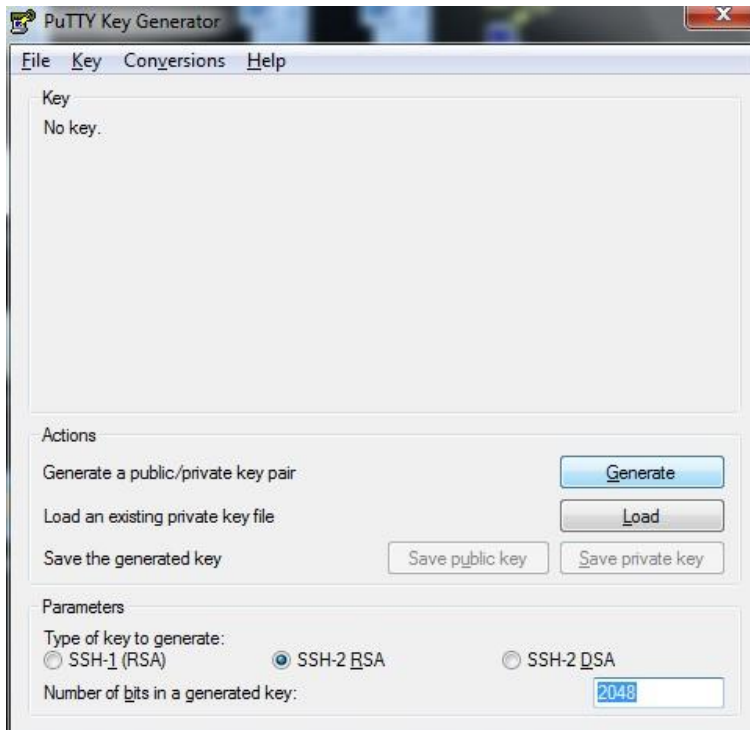 PuTTY Key Generator
File Key Conversions Help
Key
No key.
Actions
Generate a public/private key pair Generate
Load an existing private key file Load
Save the generated key Save public key Save private key
Parameters
Type of key to generate:
SSH-1 (RSA) SSH-2 RSA SSH-2 DSA
Number of bits in a generated key: 2048